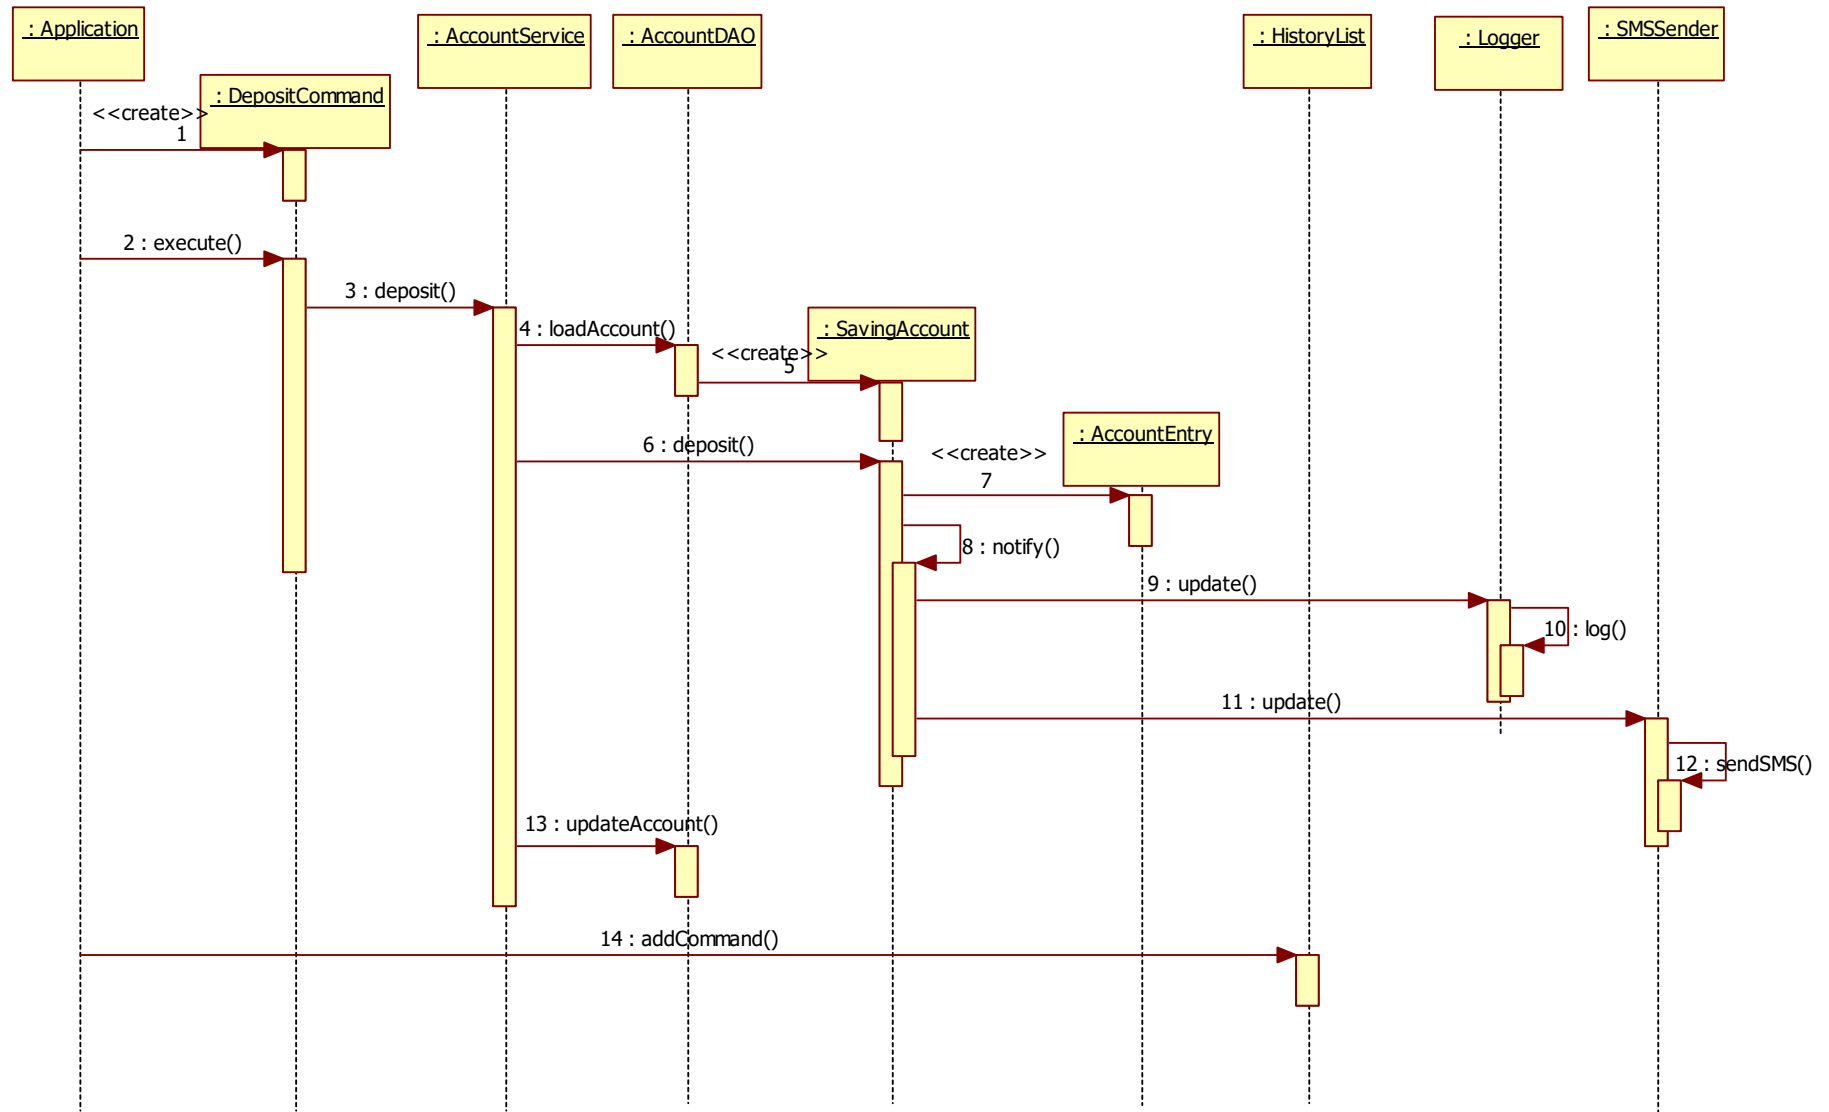 : Application
: AccountService
: AccountDAO
: HistoryList
: Logger
: SMSSender
: DepositCommand
<<create>>
1
2 : execute()
3 : deposit()
4 : loadAccount()
: SavingAccount
<<create>>
5
6 : deposit()
: AccountEntry
<<create>>
7
8 : notify()
9 : update()
10 : log()
11 : update()
12 : sendSMS()
13 : updateAccount()
14 : addCommand()